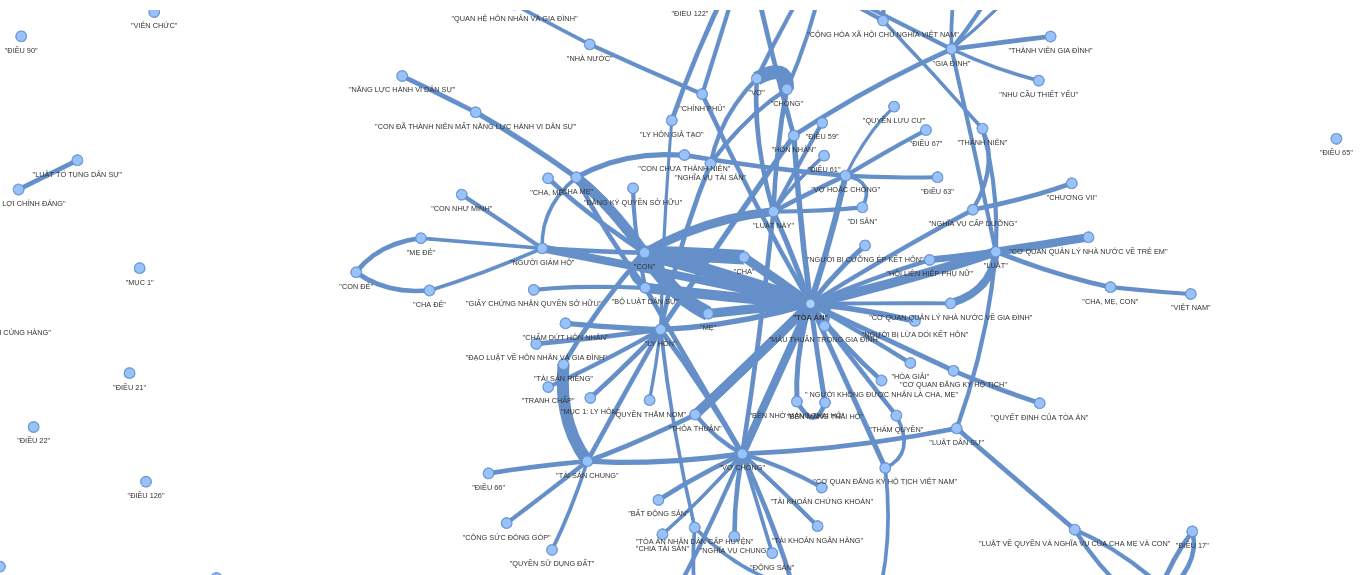 "ĐIỀU 122"
"QUAN HỆ HÔN NHÂN VÀ GIA ĐÌNH"
"VIÊN CHỨC"
"CỘNG HÒA XÃ HỘI CHỦ NGHĨA VIỆT NAM"
"ĐIỀU 90"
"THÀNH VIÊN GIA ĐÌNH"
"NHÀ NƯỚC"
"GIA ĐÌNH"
"NĂNG LỰC HÀNH VI DÂN SỰ"
"VỢ"
"NHU CẦU THIẾT YẾU"
"CHỒNG"
"CHÍNH PHỦ"
"QUYỀN LƯU CƯ"
"CON ĐÃ THÀNH NIÊN MẤT NĂNG LỰC HÀNH VI DÂN SỰ"
"LY HÔN GIẢ TẠO"
"ĐIỀU 59"
"ĐIỀU 67"
"THÀNH NIÊN"
"HÔN NHÂN"
"ĐIỀU 65"
"CON CHƯA THÀNH NIÊN"
"ĐIỀU 61"
"LUẬT TỐ TỤNG DÂN SỰ"
"NGHĨA VỤ TÀI SẢN"
"CHA, MẸ"
CHA MẸ"
"VỢ HOẶC CHỒNG"
"ĐIỀU 63"
"CHƯƠNG VII"
LỢI CHÍNH ĐÁNG"
"ĐĂNG KÝ QUYỀN SỞ HỮU"
"CON NHƯ MÌNH"
"DI SẢN"
"NGHĨA VỤ CẤP DƯỠNG"
"LUẬT NÀY"
"MẸ ĐẺ"
"CƠ QUAN QUẢN LÝ NHÀ NƯỚC VỀ TRẺ EM"
"NGƯỜI GIÁM HỘ"
"NGƯỜI BỊ CƯỠNG ÉP KẾT HÔN"
"CON"
"LUẬT"
"CHA"
"HỘI LIÊN HIỆP PHỤ NỮ"
"MỤC 1"
"CON ĐẺ"
"CHA ĐẺ"
"GIẤY CHỨNG NHẬN QUYỀN SỞ HỮU"
"BỘ LUẬT DÂN SỰ"
"CHA, MẸ, CON"
"VIỆT NAM"
"TÒA ÁN"
"CƠ QUAN QUẢN LÝ NHÀ NƯỚC VỀ GIA ĐÌNH"
"MẸ"
I CÙNG HÀNG"
"CHẤM DỨT HÔN NHÂN"
"NGƯỜI BỊ LỪA DỐI KẾT HÔN"
"MÂU THUẪN TRONG GIA ĐÌNH"
"LY HÔN"
"ĐẠO LUẬT VỀ HÔN NHÂN VÀ GIA ĐÌNH"
"HÒA GIẢI"
"TÀI SẢN RIÊNG"
"CƠ QUAN ĐĂNG KÝ HỘ TỊCH"
"ĐIỀU 21"
" NGƯỜI KHÔNG ĐƯỢC NHẬN LÀ CHA, MẸ"
"TRANH CHẤP"
"MỤC 1: LY HÔN"
"QUYỀN THĂM NOM"
"QUYẾT ĐỊNH CỦA TÒA ÁN"
"THỎA THUẬN"
"THẨM QUYỀN"
"ĐIỀU 22"
"LUẬT DÂN SỰ"
"VỢ CHỒNG"
"TÀI SẢN CHUNG"
"CƠ QUAN ĐĂNG KÝ HỘ TỊCH VIỆT NAM"
"ĐIỀU 66"
"ĐIỀU 126"
"TÀI KHOẢN CHỨNG KHOÁN"
"BẤT ĐỘNG SẢN"
"CÔNG SỨC ĐÓNG GÓP"
"TÒA ÁN NHÂN DÂN CẤP HUYỆN"
"TÀI KHOẢN NGÂN HÀNG"
"LUẬT VỀ QUYỀN VÀ NGHĨA VỤ CỦA CHA MẸ VÀ CON"
"ĐIỀU 17"
"CHIA TÀI SẢN"
"NGHĨA VỤ CHUNG"
"QUYỀN SỬ DỤNG ĐẤT"
"ĐỘNG SẢN"